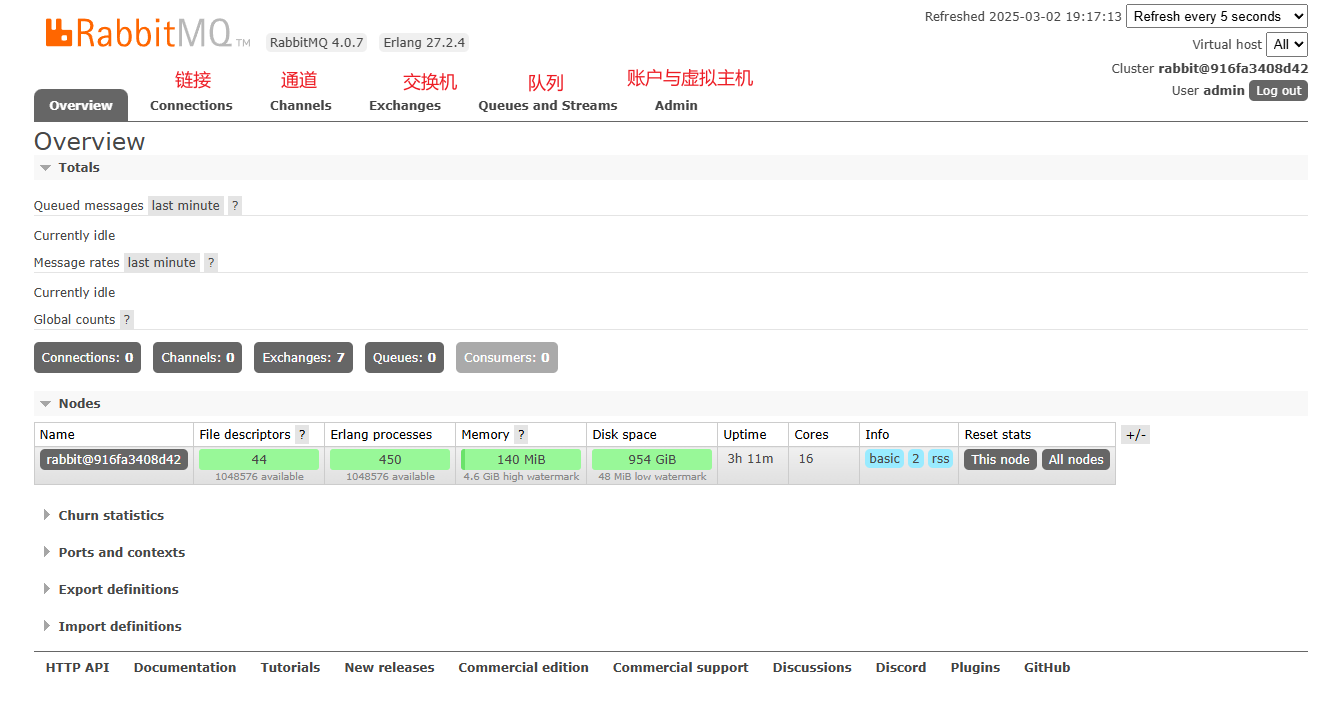 Refreshed 2025-03-02 19:17:13 Refresh every 5 seconds
RabbitMQ TM RabbitMQ 4.0.7 Erlang 27.2.4
Virtual host All
Cluster rabbit@916fa3408d42
User admin Log out
链接 通道 交换机 队列 账户与虚拟主机
Overview Connections Channels Exchanges Queues and Streams Admin
Overview
Totals
Queued messages last minute ?
Currently idle
Message rates last minute ?
Currently idle
Global counts ?
Connections: 0 Channels: 0 Exchanges: 7 Queues: 0 Consumers: 0
Nodes
Name File descriptors ? Erlang processes Memory ? Disk space Uptime Cores Info Reset stats +/-
rabbit@916fa3408d42 44 450 140 MiB 954 GiB 3h 11m 16 basic 2 rss This node All nodes
1048576 available 1048576 available 4.6 GiB high watermark 48 MiB low watermark
Churn statistics
Ports and contexts
Export definitions
Import definitions
HTTP API Documentation Tutorials New releases Commercial edition Commercial support Discussions Discord Plugins GitHub